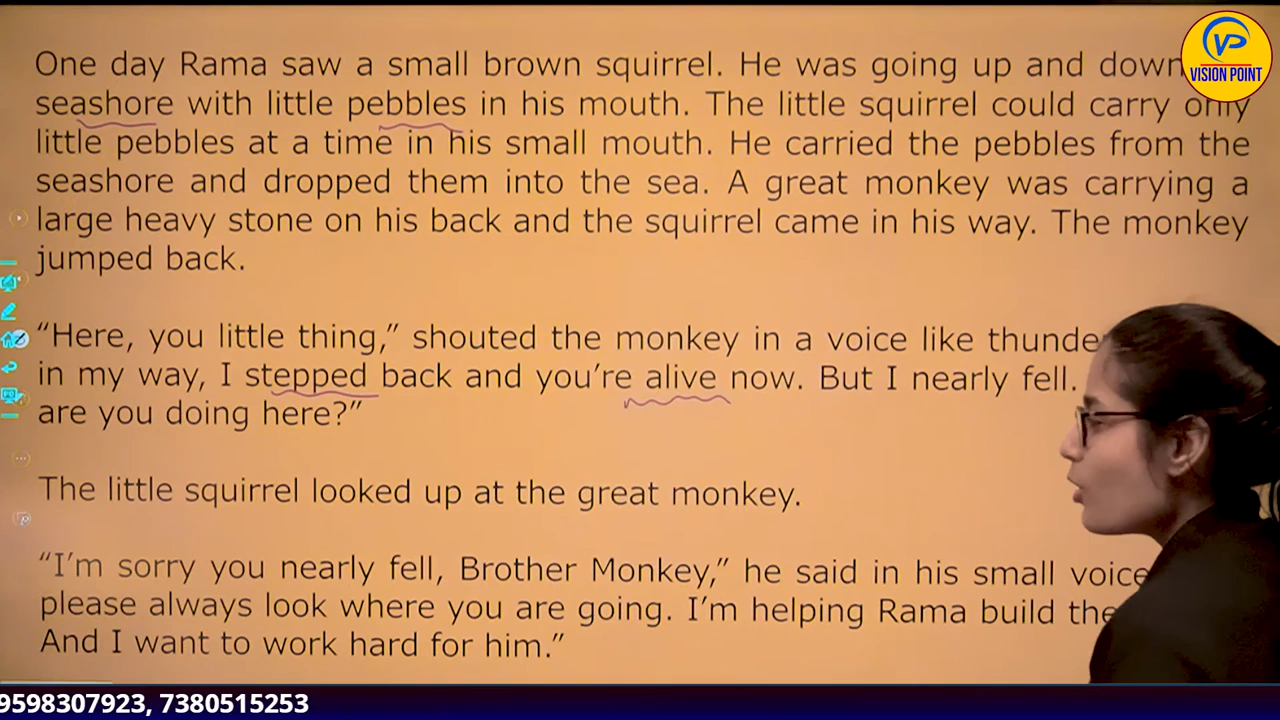 One day Rama saw a small brown squirrel. He was going up and down
seashore with little pebbles in his mouth. The little squirrel could carry only
little pebbles at a time in his small mouth. He carried the pebbles from the
seashore and dropped them into the sea. A great monkey was carrying a
large heavy stone on his back and the squirrel came in his way. The monkey
jumped back.
“Here, you little thing,” shouted the monkey in a voice like
in my way, I stepped back and you’re alive now. But I nearly fell.
are you doing here?”
The little squirrel looked up at the great monkey.
“I’m sorry you nearly fell, Brother Monkey,” he said in his small voice
please always look where you are going. I’m helping Rama build
And I want to work hard for him.”
VP
VISION POINT
9598307923, 7380515253